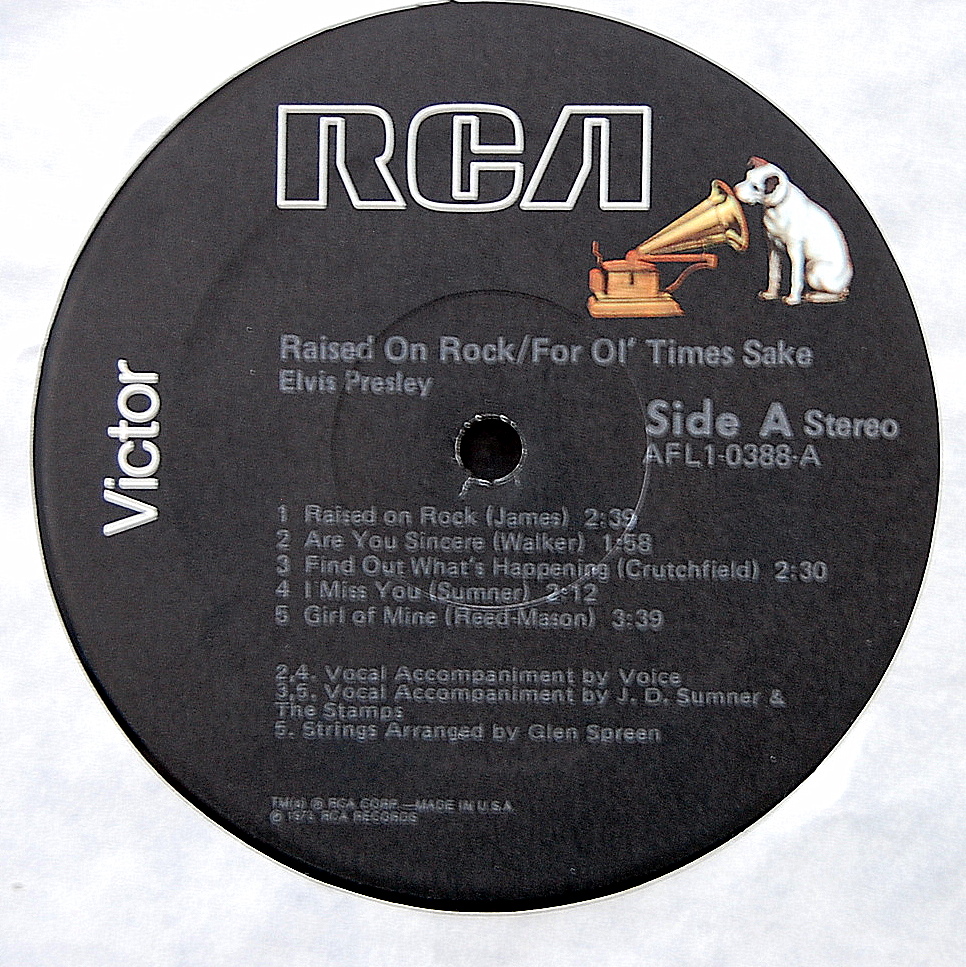 RCA
Victor
Raised On Rock/For Ol' Times Sake
Elvis Presley
Side A Stereo
AFL1-0388-A
1 Raised on Rock (James) 2:39
2 Are You Sincere (Walker) 1:58
3 Find Out What's Happening (Crutchfield) 2:30
4 I Miss You (Sumner) 2:12
5 Girl of Mine (Reed-Mason) 3:39
2,4. Vocal Accompaniment by Voice
3,5. Vocal Accompaniment by J. D. Sumner &
The Stamps
5. Strings Arranged by Glen Spreen
TM(s) ® RCA CORP.—MADE IN U.S.A.
RCA RECORDS